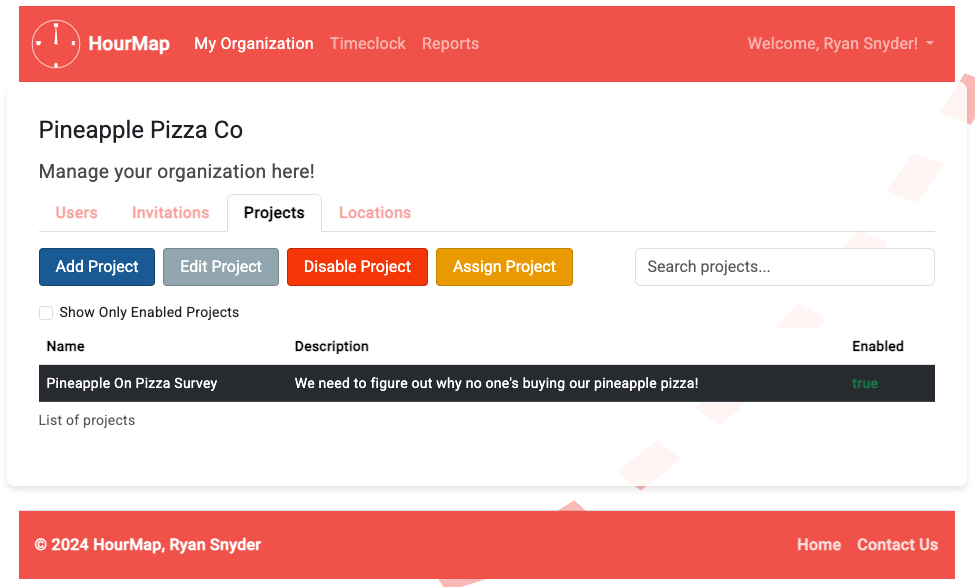 HourMap My Organization Timeclock Reports Welcome, Ryan Snyder!
Pineapple Pizza Co
Manage your organization here!
Users Invitations Projects Locations
Add Project Edit Project Disable Project Assign Project Search projects...
Show Only Enabled Projects
Name Description Enabled
Pineapple On Pizza Survey We need to figure out why no one's buying our pineapple pizza! true
List of projects
© 2024 HourMap, Ryan Snyder Home Contact Us